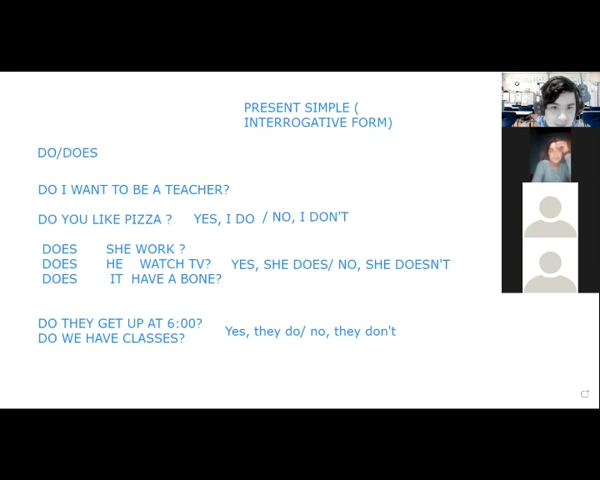 PRESENT SIMPLE (
INTERROGATIVE FORM)
DO/DOES
DO I WANT TO BE A TEACHER?
DO YOU LIKE PIZZA ? YES, I DO / NO, I DON'T
DOES SHE WORK ?
DOES HE WATCH TV? YES, SHE DOES/ NO, SHE DOESN'T
DOES IT HAVE A BONE?
DO THEY GET UP AT 6:00?
DO WE HAVE CLASSES? Yes, they do/ no, they don't